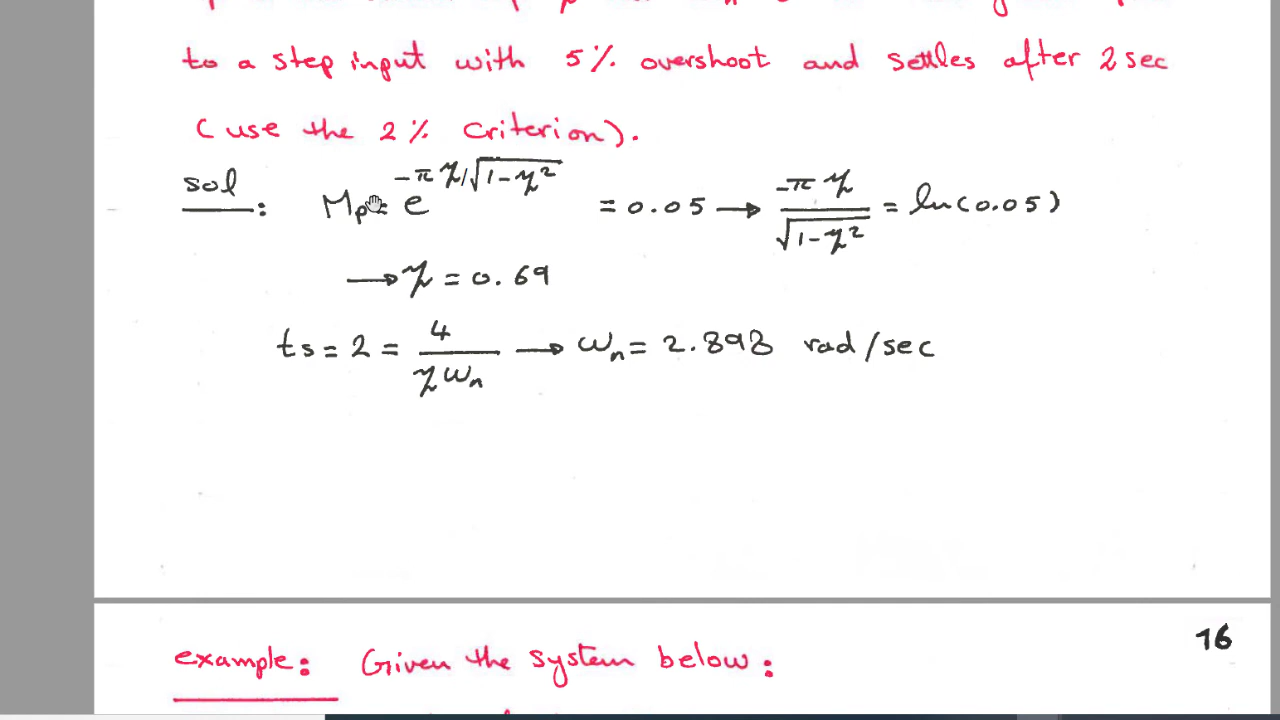 to a step input with 5% overshoot and settles after 2 sec
(use the 2% criterion).
sol: Mp = e^(-πζ/√(1-ζ²)) = 0.05 → -πζ/√(1-ζ²) = ln(0.05)
→ ζ = 0.69
ts = 2 = 4/(ζωn) → ωn = 2.898 rad/sec
16
example: Given the system below: